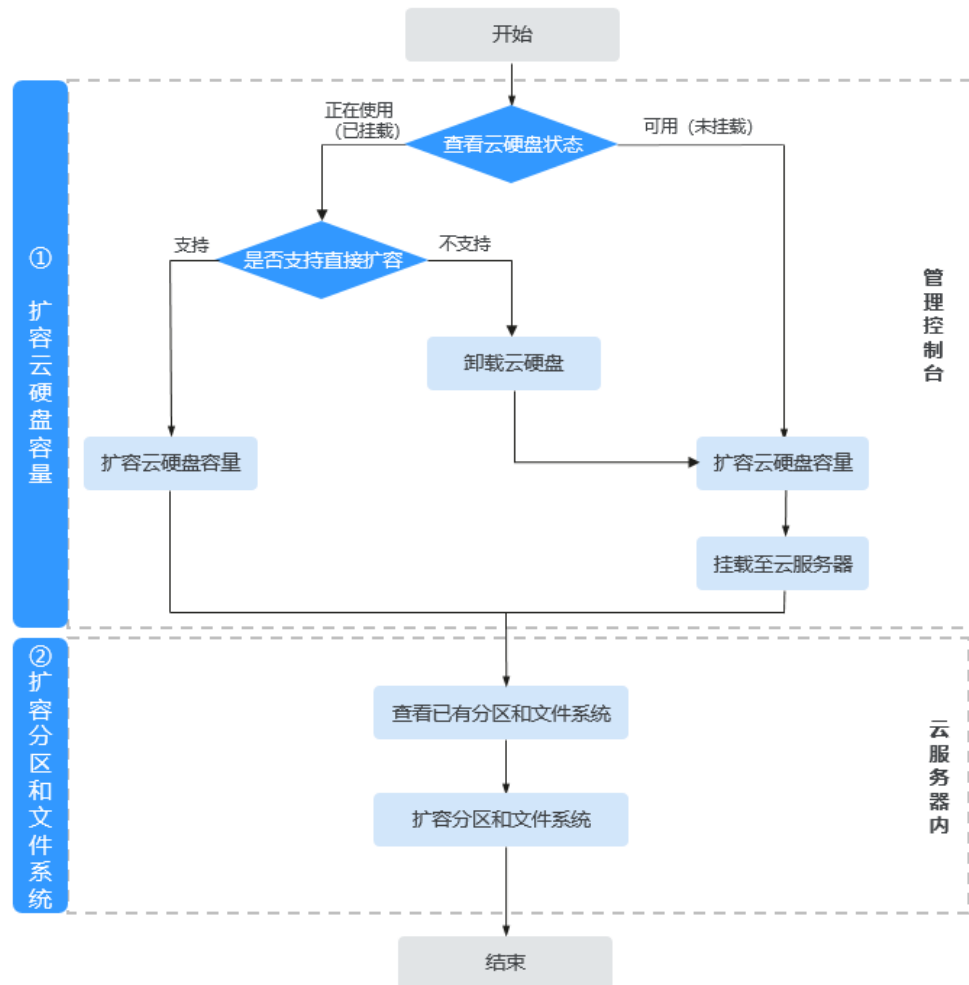 开始
正在使用
（已挂载）
查看云硬盘状态
可用（未挂载）
支持
是否支持直接扩容
不支持
卸载云硬盘
扩容云硬盘容量
扩容云硬盘容量
挂载至云服务器
① 扩容云硬盘容量
管理控制台
查看已有分区和文件系统
扩容分区和文件系统
② 扩容分区和文件系统
云服务器内
结束